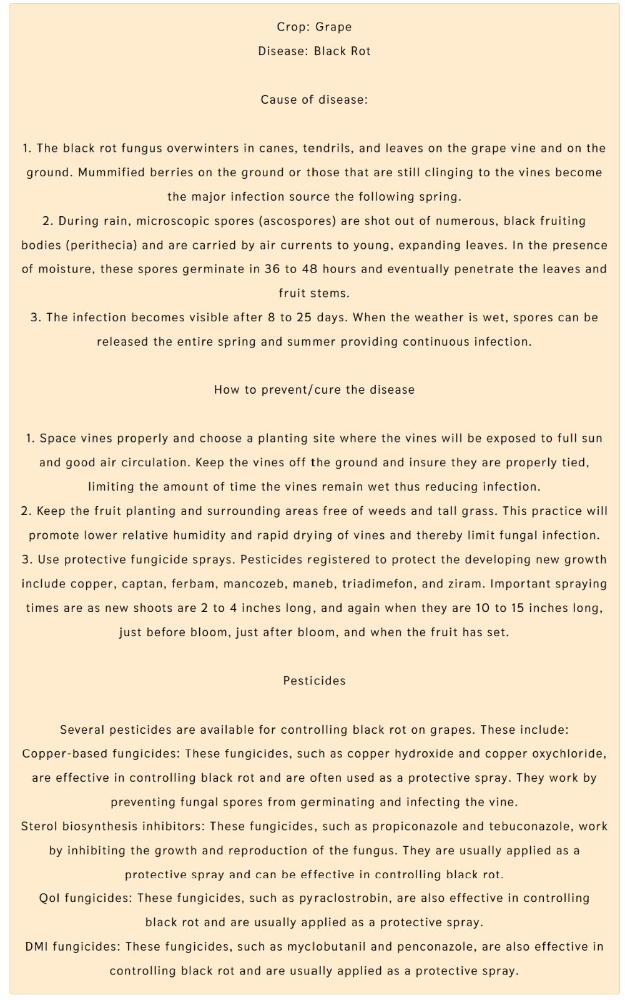 Crop: Grape
Disease: Black Rot
Cause of disease:
1. The black rot fungus overwinters in canes, tendrils, and leaves on the grape vine and on the
ground. Mummified berries on the ground or those that are still clinging to the vines become
the major infection source the following spring.
2. During rain, microscopic spores (ascospores) are shot out of numerous, black fruiting
bodies (perithecia) and are carried by air currents to young, expanding leaves. In the presence
of moisture, these spores germinate in 36 to 48 hours and eventually penetrate the leaves and
fruit stems.
3. The infection becomes visible after 8 to 25 days. When the weather is wet, spores can be
released the entire spring and summer providing continuous infection.
How to prevent/cure the disease
1. Space vines properly and choose a planting site where the vines will be exposed to full sun
and good air circulation. Keep the vines off the ground and insure they are properly tied,
limiting the amount of time the vines remain wet thus reducing infection.
2. Keep the fruit planting and surrounding areas free of weeds and tall grass. This practice will
promote lower relative humidity and rapid drying of vines and thereby limit fungal infection.
3. Use protective fungicide sprays. Pesticides registered to protect the developing new growth
include copper, captan, ferbam, mancozeb, maneb, triadimefon, and ziram. Important spraying
times are as new shoots are 2 to 4 inches long, and again when they are 10 to 15 inches long,
just before bloom, just after bloom, and when the fruit has set.
Pesticides
Several pesticides are available for controlling black rot on grapes. These include:
Copper-based fungicides: These fungicides, such as copper hydroxide and copper oxychloride,
are effective in controlling black rot and are often used as a protective spray. They work by
preventing fungal spores from germinating and infecting the vine.
Sterol biosynthesis inhibitors: These fungicides, such as propiconazole and tebuconazole, work
by inhibiting the growth and reproduction of the fungus. They are usually applied as a
protective spray and can be effective in controlling black rot.
QoI fungicides: These fungicides, such as pyraclostrobin, are also effective in controlling
black rot and are usually applied as a protective spray.
DMI fungicides: These fungicides, such as myclobutanil and penconazole, are also effective in
controlling black rot and are usually applied as a protective spray.